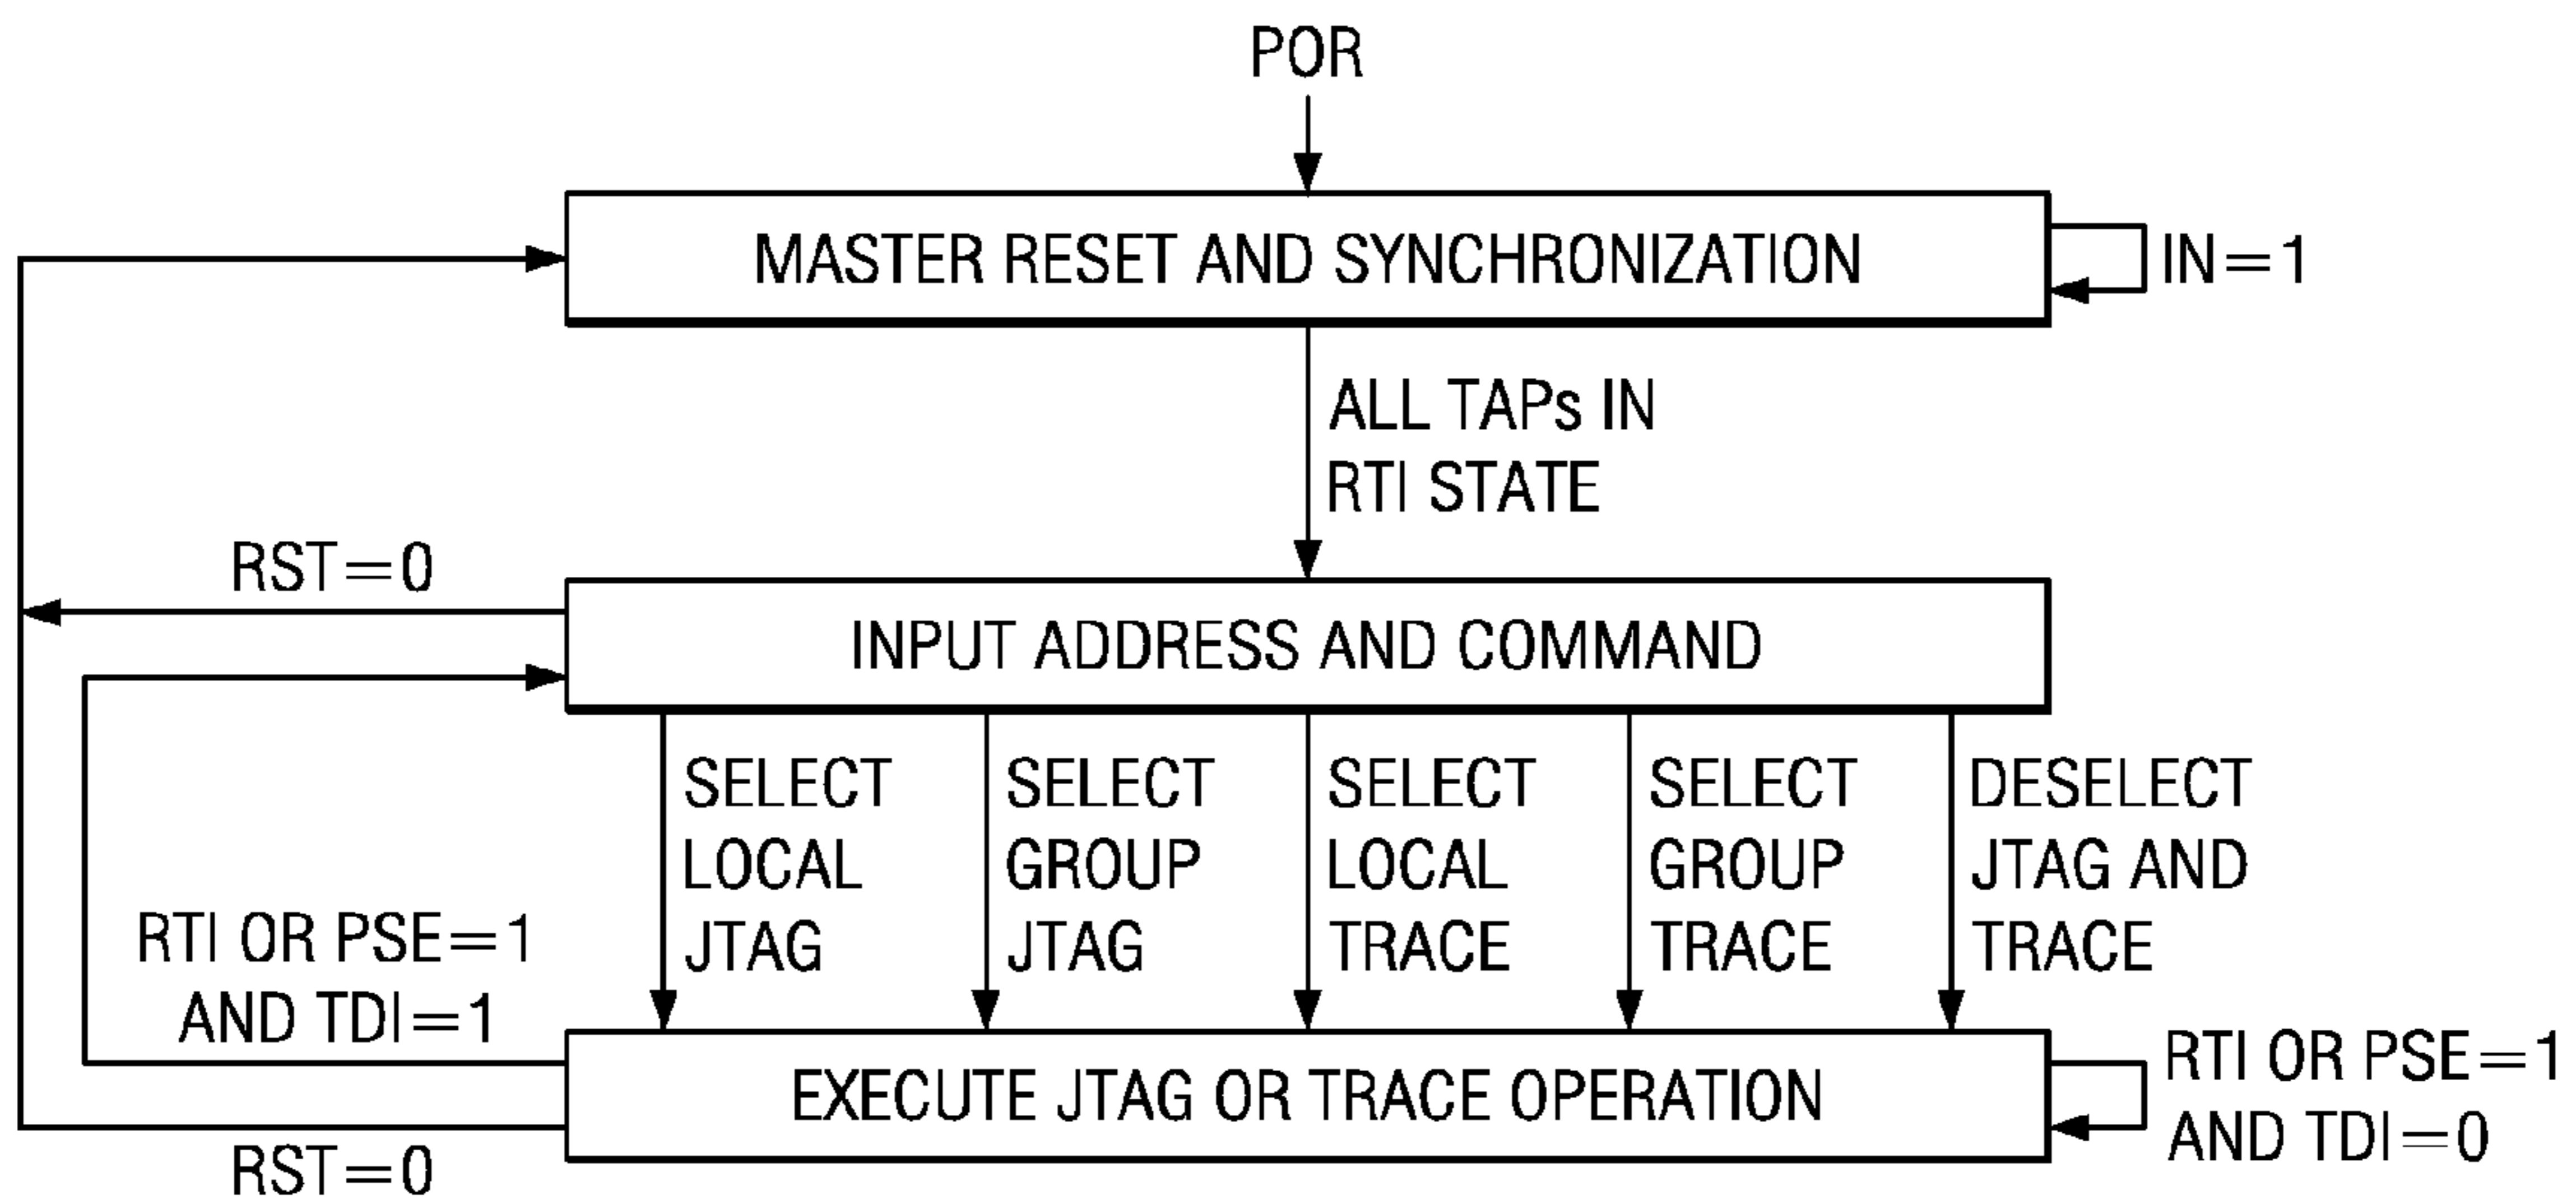 POR
MASTER RESET AND SYNCHRONIZATION
IN=1
ALL TAPs IN
RTI STATE
RST=0
INPUT ADDRESS AND COMMAND
SELECT
LOCAL
JTAG
SELECT
GROUP
JTAG
SELECT
LOCAL
TRACE
SELECT
GROUP
TRACE
DESELECT
JTAG AND
TRACE
RTI OR PSE=1
AND TDI=1
EXECUTE JTAG OR TRACE OPERATION
RTI OR PSE=1
AND TDI=0
RST=0